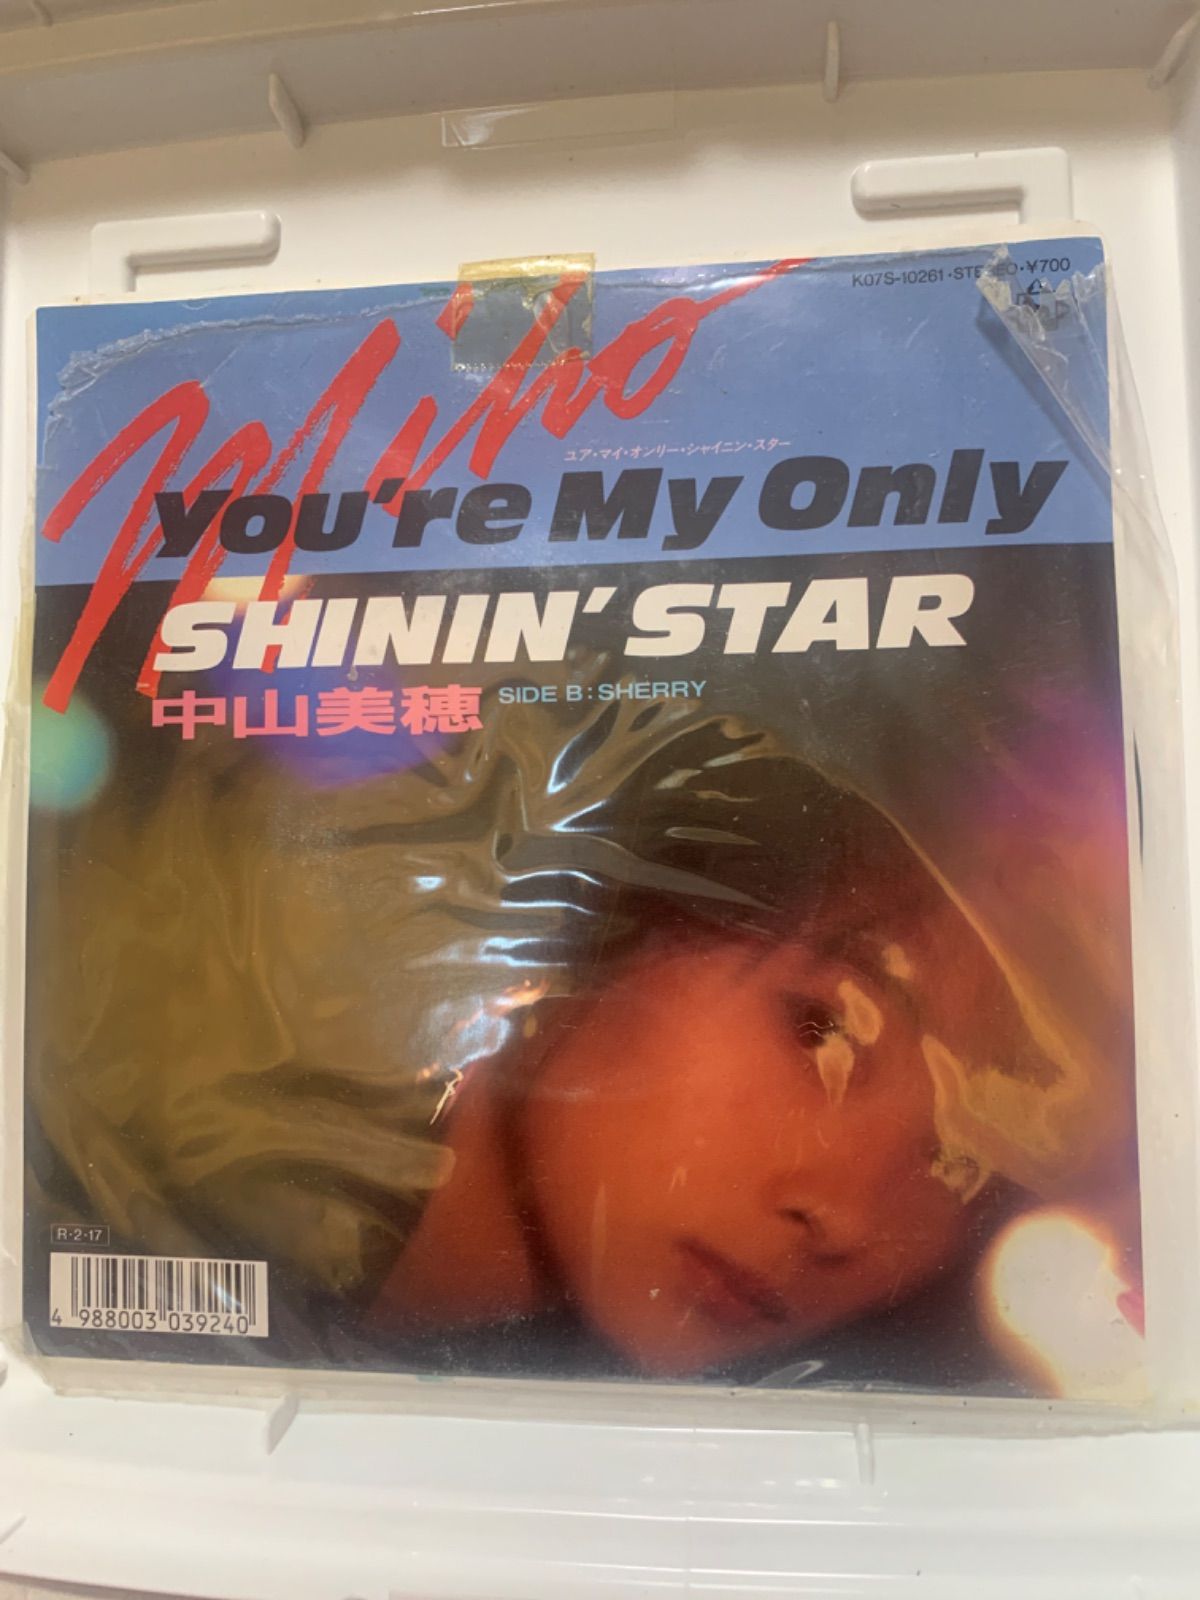 K07S-10261・STEREO・¥700
Miho
ユア・マイ・オンリー・シャイニン・スター
You're My Only
SHININ' STAR
中山美穂 SIDE B: SHERRY
R-2-17
4 988003 039240